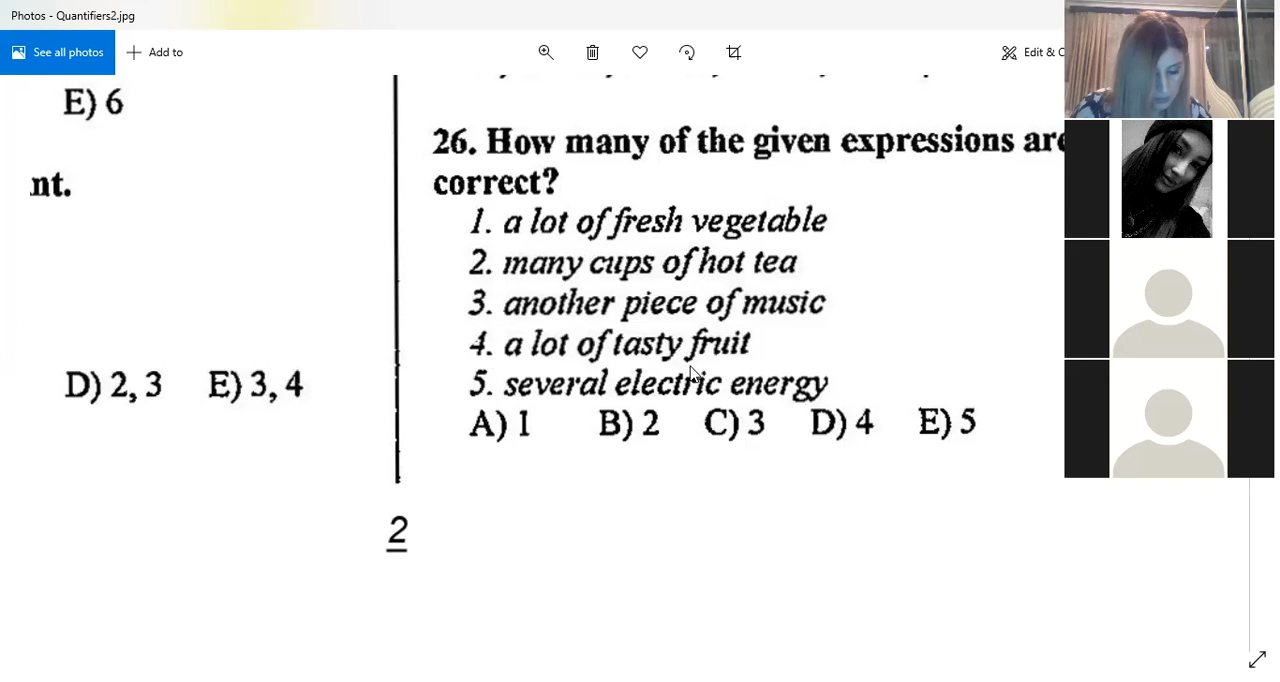 Photos - Quantifiers2.jpg
See all photos
Add to
Edit & C
E) 6
nt.
D) 2, 3 E) 3, 4
26. How many of the given expressions are
correct?
1. a lot of fresh vegetable
2. many cups of hot tea
3. another piece of music
4. a lot of tasty fruit
5. several electric energy
A) 1 B) 2 C) 3 D) 4 E) 5
2